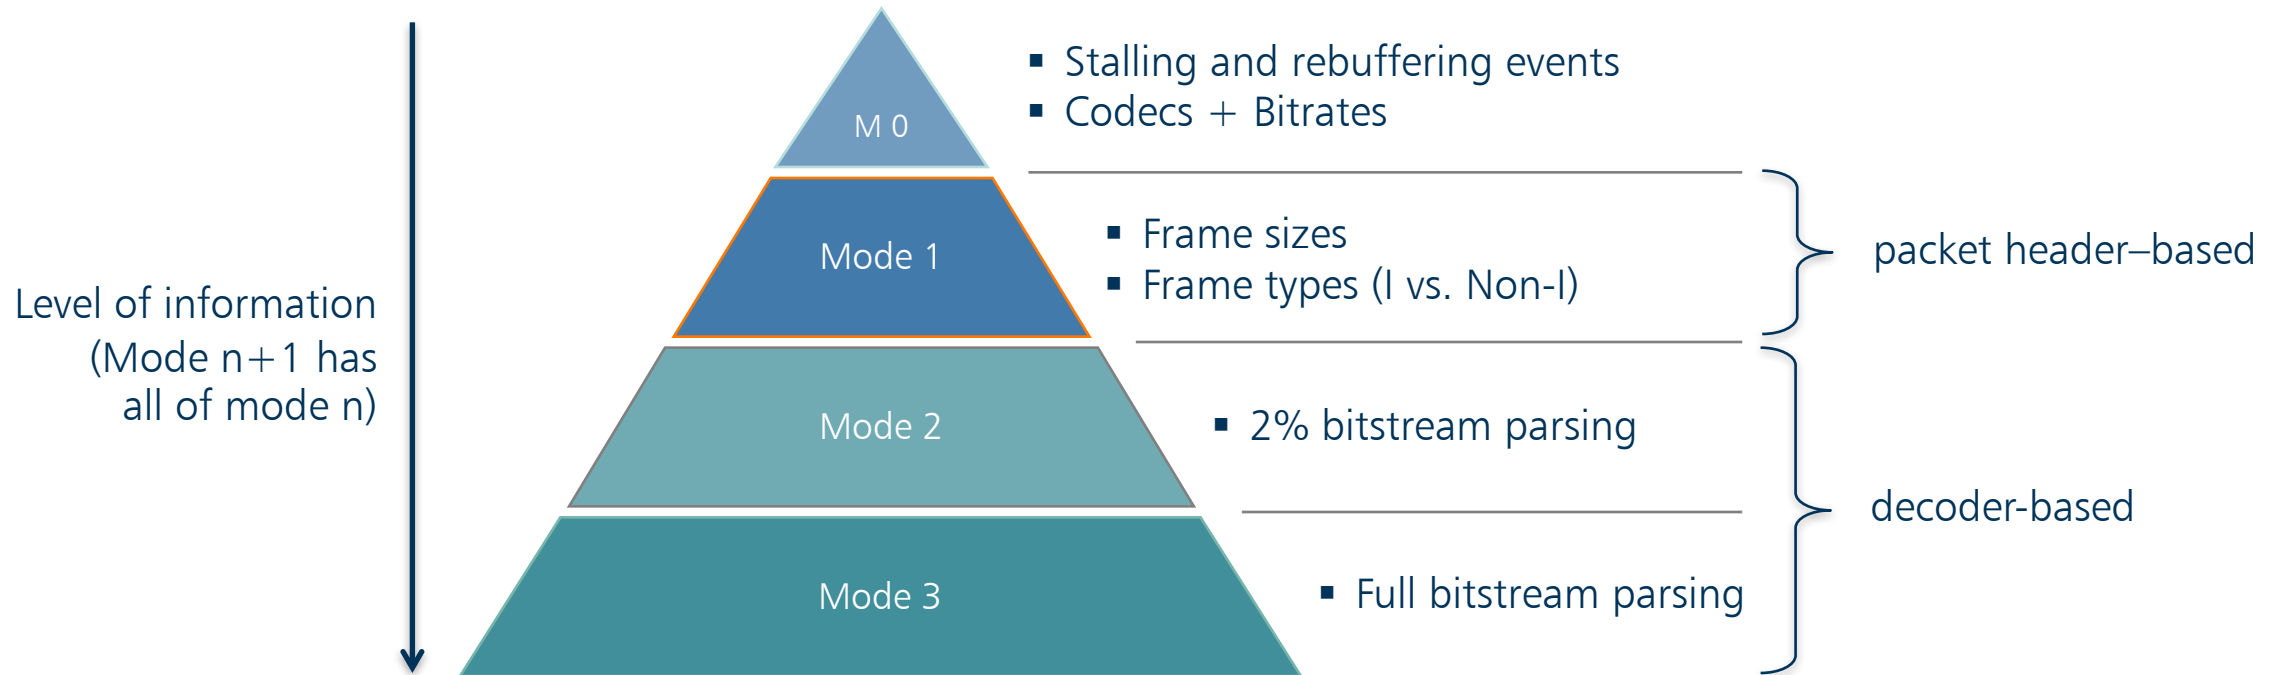 M 0
▪ Stalling and rebuffering events
▪ Codecs + Bitrates
Mode 1
▪ Frame sizes
▪ Frame types (I vs. Non-I)
packet header–based
Level of information
(Mode n+1 has
all of mode n)
Mode 2
▪ 2% bitstream parsing
decoder-based
Mode 3
▪ Full bitstream parsing